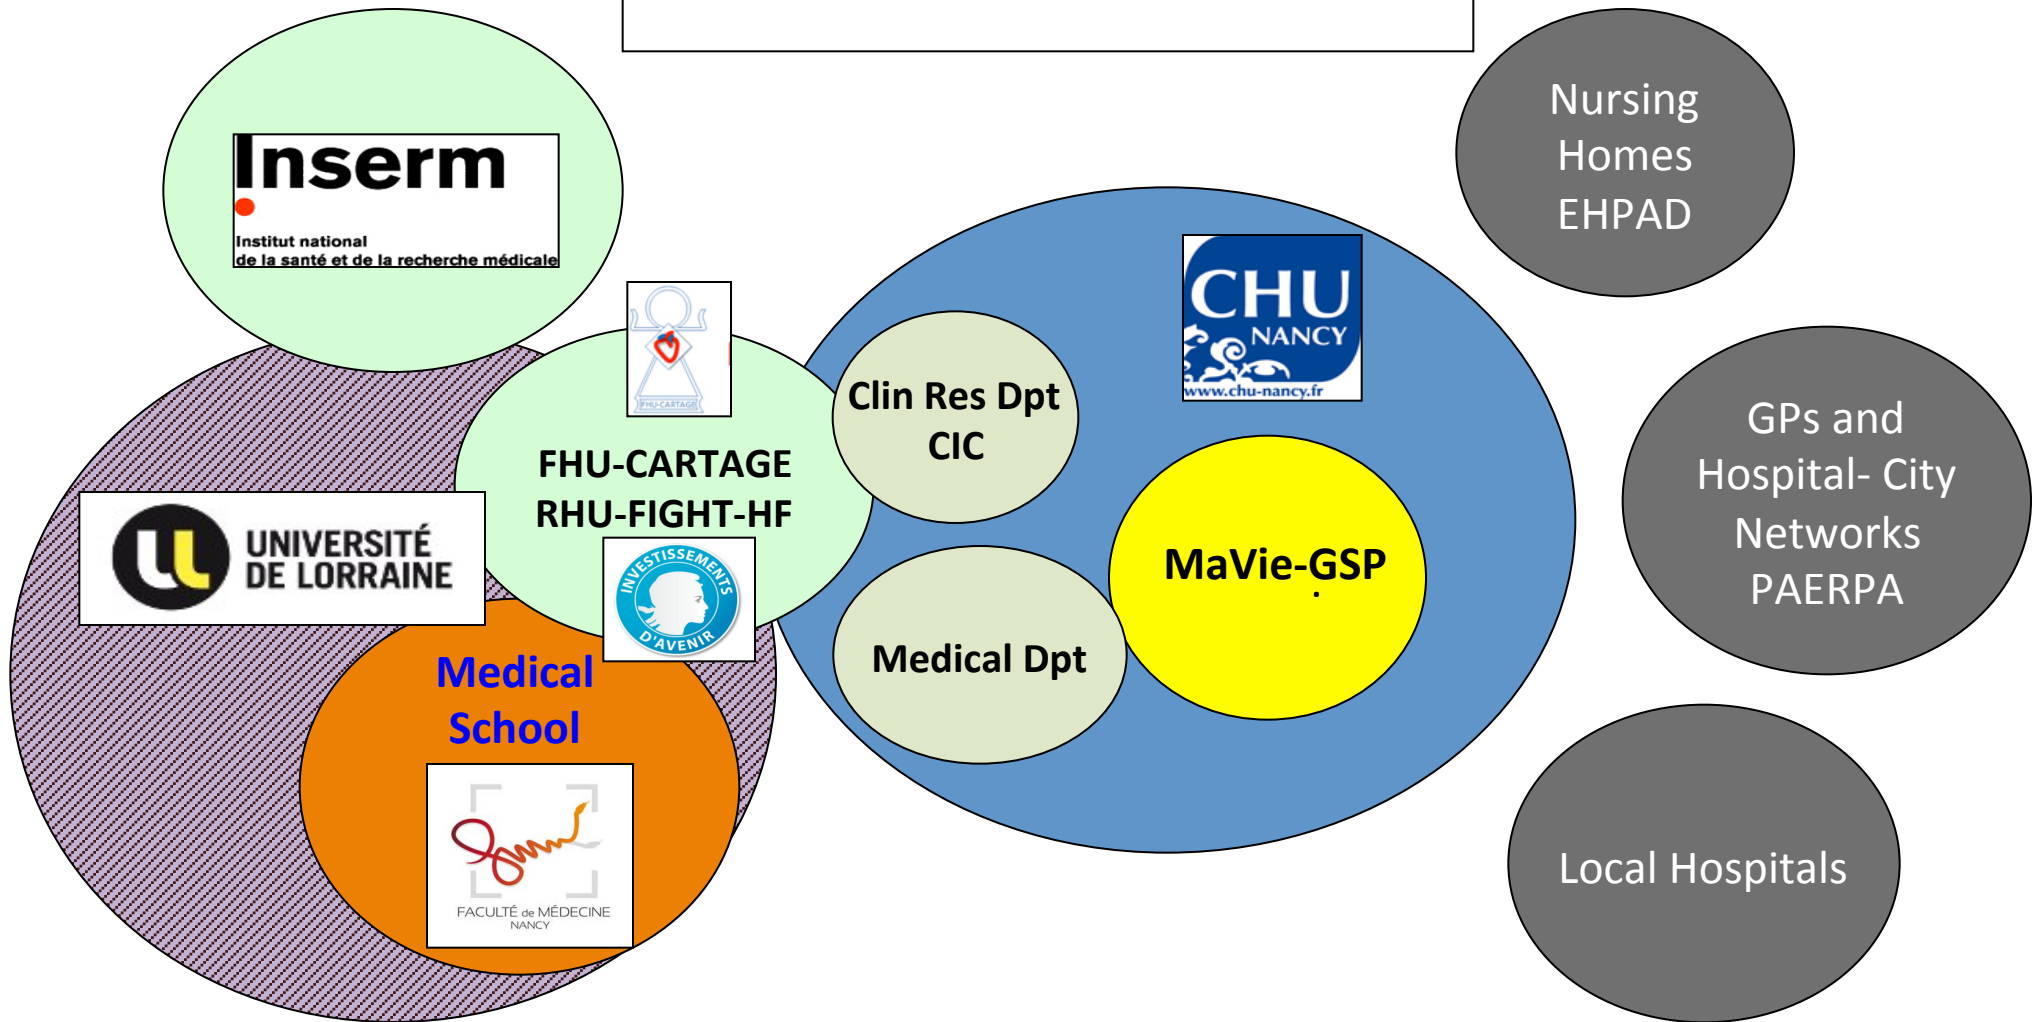 Inserm
Institut national
de la santé et de la recherche médicale
FHU-CARTAGE
FHU-CARTAGE
RHU-FIGHT-HF
INVESTISSEMENTS
D'AVENIR
UNIVERSITÉ
DE LORRAINE
Medical
School
FACULTÉ de MÉDECINE
NANCY
Clin Res Dpt
CIC
Medical Dpt
CHU
NANCY
www.chu-nancy.fr
MaVie-GSP
.
Nursing
Homes
EHPAD
GPs and
Hospital- City
Networks
PAERPA
Local Hospitals